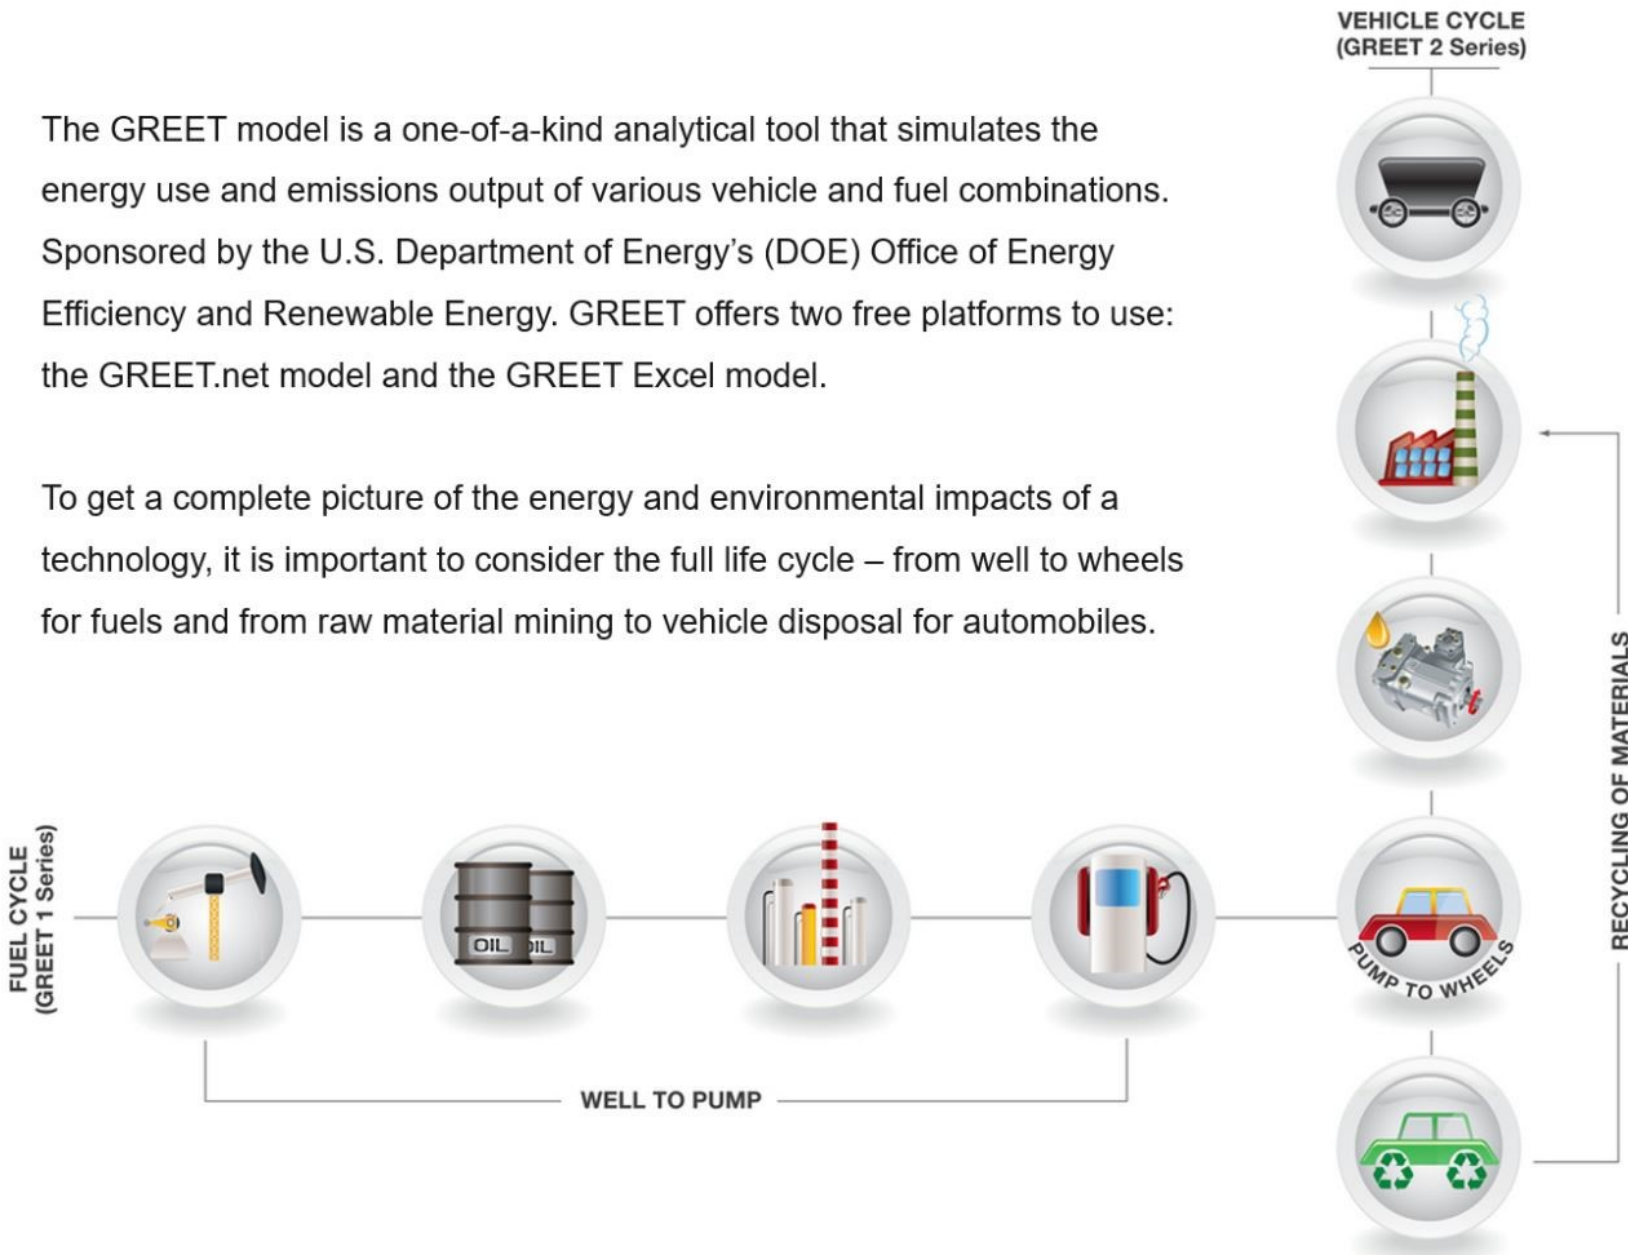 VEHICLE CYCLE
(GREET 2 Series)
The GREET model is a one-of-a-kind analytical tool that simulates the
energy use and emissions output of various vehicle and fuel combinations.
Sponsored by the U.S. Department of Energy’s (DOE) Office of Energy
Efficiency and Renewable Energy. GREET offers two free platforms to use:
the GREET.net model and the GREET Excel model.
To get a complete picture of the energy and environmental impacts of a
technology, it is important to consider the full life cycle – from well to wheels
for fuels and from raw material mining to vehicle disposal for automobiles.
RECYCLING OF MATERIALS
FUEL CYCLE
(GREET 1 Series)
OIL
OIL
PUMP TO WHEELS
WELL TO PUMP